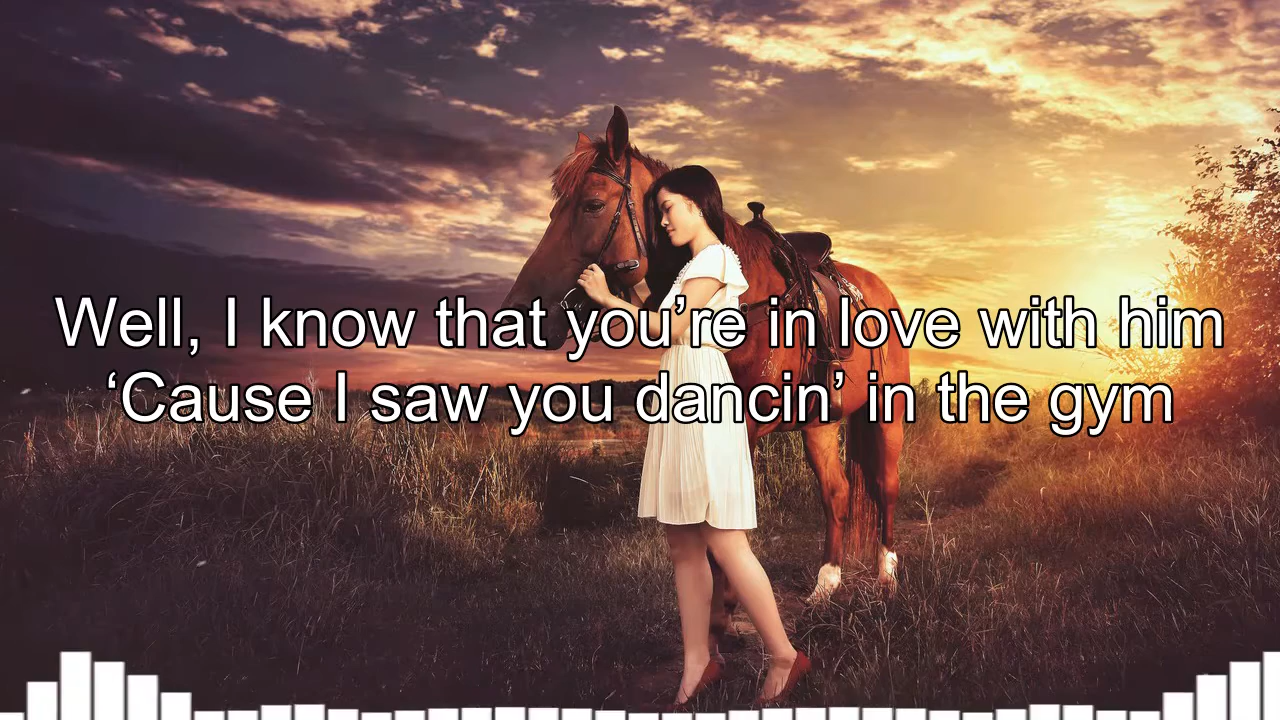 Well, I know that you’re in love with him
‘Cause I saw you dancin’ in the gym